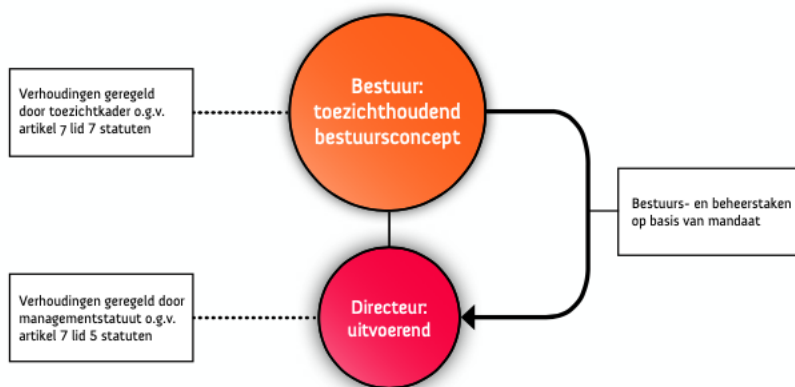 Verhoudingen geregeld
door toezichtkader o.g.v.
artikel 7 lid 7 statuten
Bestuur:
toezichthoudend
bestuursconcept
Bestuurs- en beheerstaken
op basis van mandaat
Verhoudingen geregeld door
managementstatuut o.g.v.
artikel 7 lid 5 statuten
Directeur:
uitvoerend